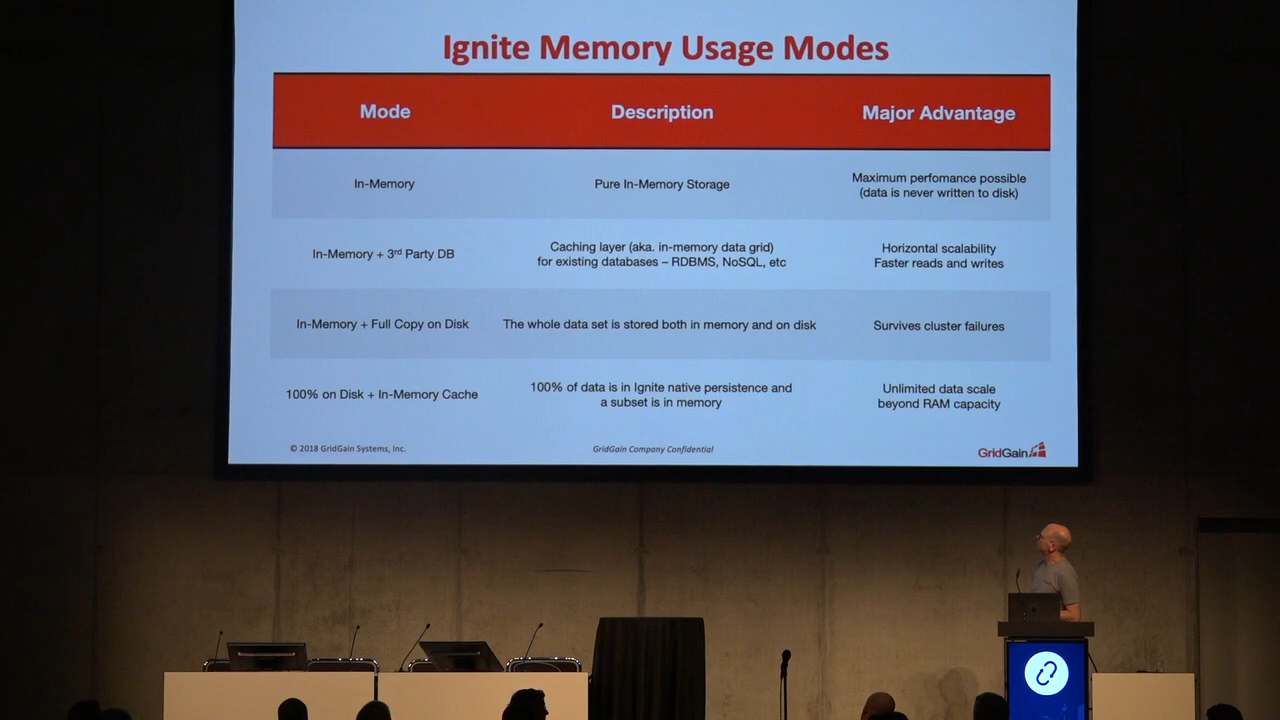 Ignite Memory Usage Modes
Mode Description Major Advantage
In-Memory
Pure In-Memory Storage
Maximum perfomance possible
(data is never written to disk)
In-Memory + 3rd Party DB
Caching layer (aka. in-memory data grid)
for existing databases – RDBMS, NoSQL, etc
Horizontal scalability
Faster reads and writes
In-Memory + Full Copy on Disk
The whole data set is stored both in memory and on disk
Survives cluster failures
100% on Disk + In-Memory Cache
100% of data is in Ignite native persistence and
a subset is in memory
Unlimited data scale
beyond RAM capacity
© 2018 GridGain Systems, Inc.
GridGain Company Confidential
GridGain